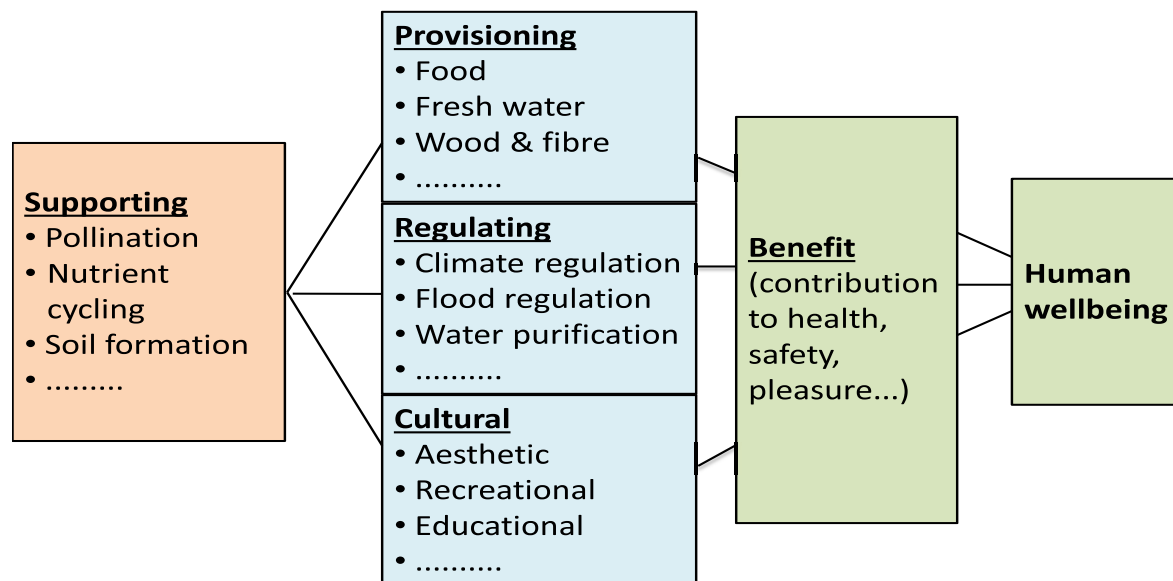 Supporting
• Pollination
• Nutrient
cycling
• Soil formation
• .........
Provisioning
• Food
• Fresh water
• Wood & fibre
• ..........
Regulating
• Climate regulation
• Flood regulation
• Water purification
• ..........
Cultural
• Aesthetic
• Recreational
• Educational
• ..........
Benefit
(contribution
to health,
safety,
pleasure...)
Human
wellbeing